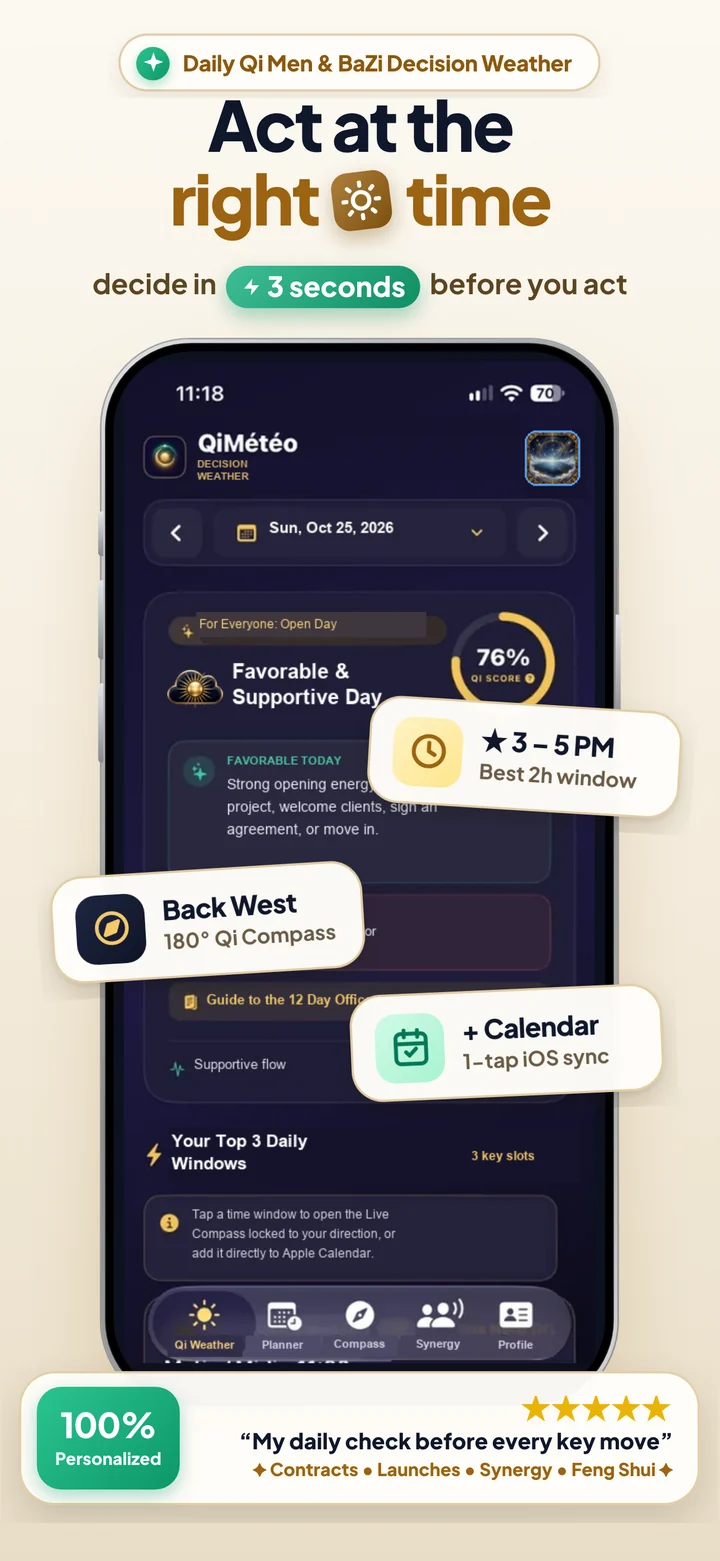 Daily Qi Men & BaZi Decision Weather
Act at the
right time
decide in 3 seconds before you act
11:18
70
QiMétéo
DECISION
WEATHER
Sun, Oct 25, 2026
For Everyone: Open Day
76%
QI SCORE ?
Favorable &
Supportive Day
★ 3 – 5 PM
Best 2h window
FAVORABLE TODAY
Strong opening energy
project, welcome clients, sign an
agreement, or move in.
Back West
180° Qi Compass
or
Guide to the 12 Day
+ Calendar
1-tap iOS sync
Supportive flow
Your Top 3 Daily
Windows
3 key slots
Tap a time window to open the Live
Compass locked to your direction, or
add it directly to Apple Calendar.
Qi Weather
Planner
Compass
Synergy
Profile
100%
Personalized
★★★★★
“My daily check before every key move”
✦ Contracts • Launches • Synergy • Feng Shui ✦